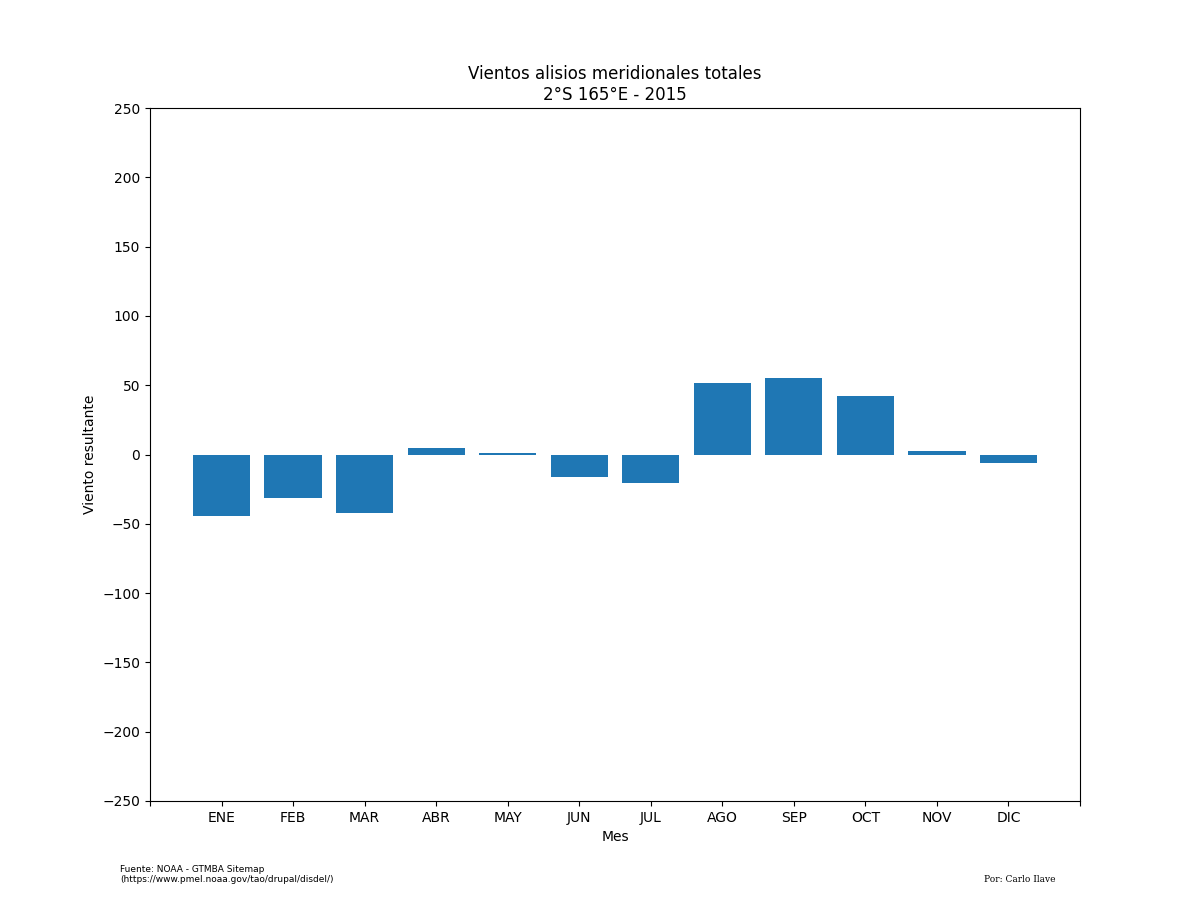 Vientos alisios meridionales totales
2°S 165°E - 2015
250
200
150
100
50
0
−50
−100
−150
−200
−250
Viento resultante
ENE FEB MAR ABR MAY JUN JUL AGO SEP OCT NOV DIC
Mes
Fuente: NOAA - GTMBA Sitemap
(https://www.pmel.noaa.gov/tao/drupal/disdel/)
Por: Carlo Ilave